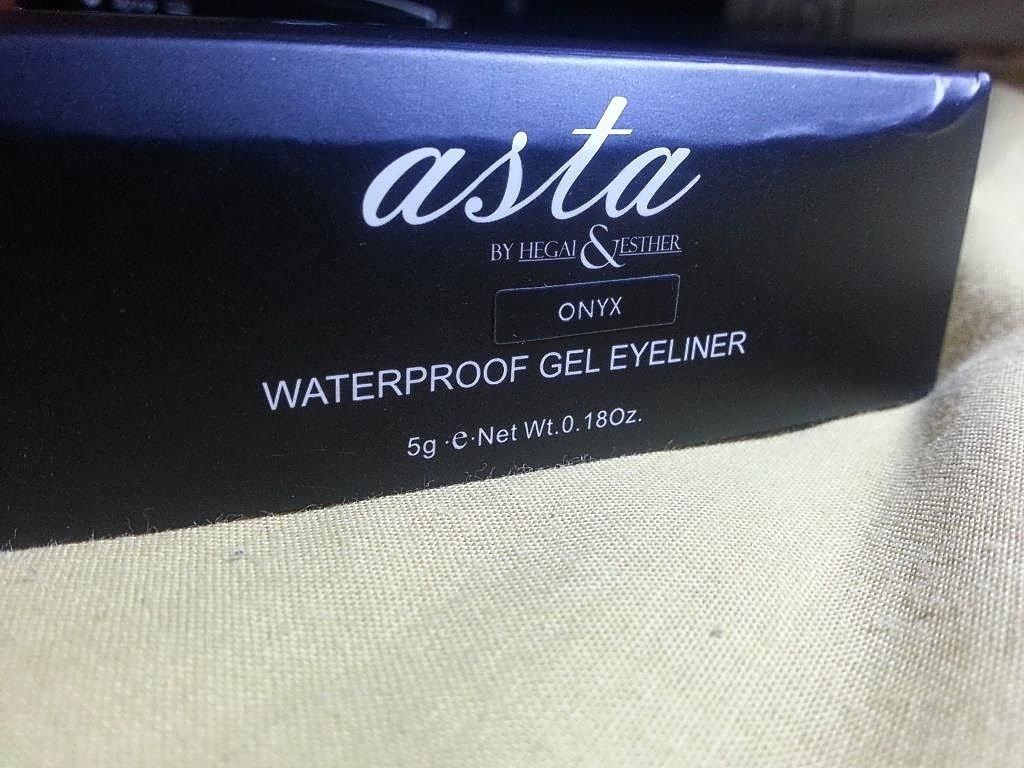 asta
BY HEGAI & ESTHER
ONYX
WATERPROOF GEL EYELINER
5g ·e·Net Wt.0.18Oz.